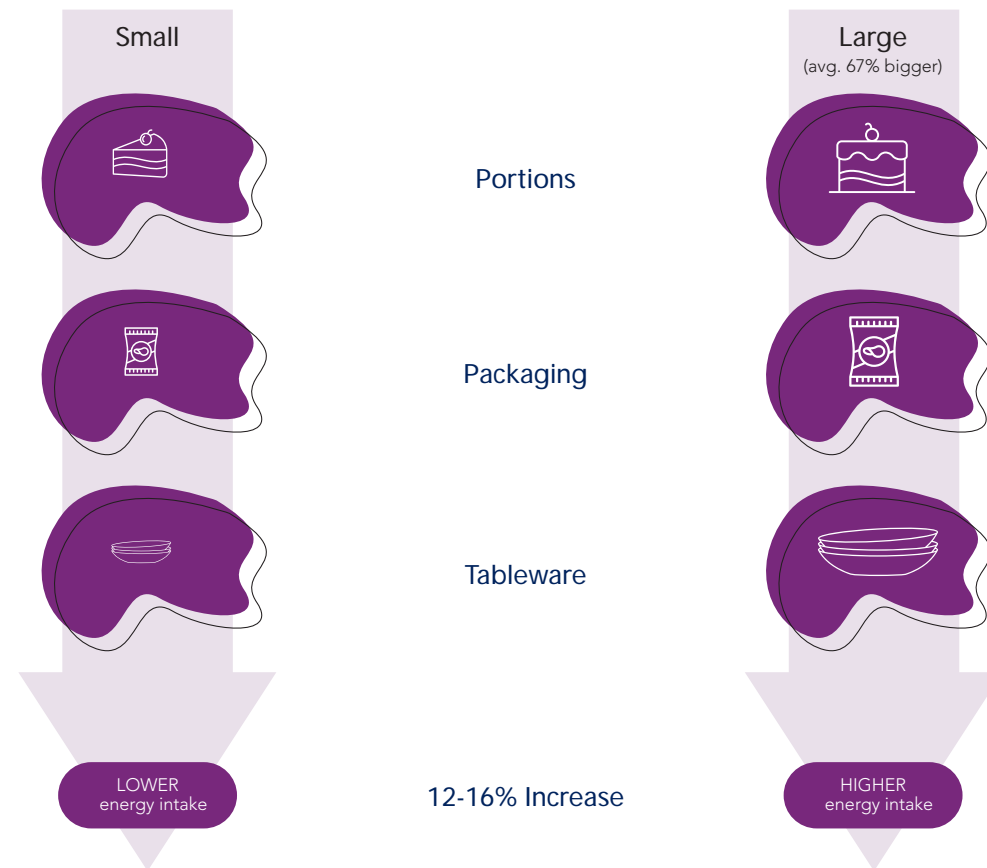 Small
Large
(avg. 67% bigger)
Portions
Packaging
Tableware
LOWER
energy intake
12-16% Increase
HIGHER
energy intake